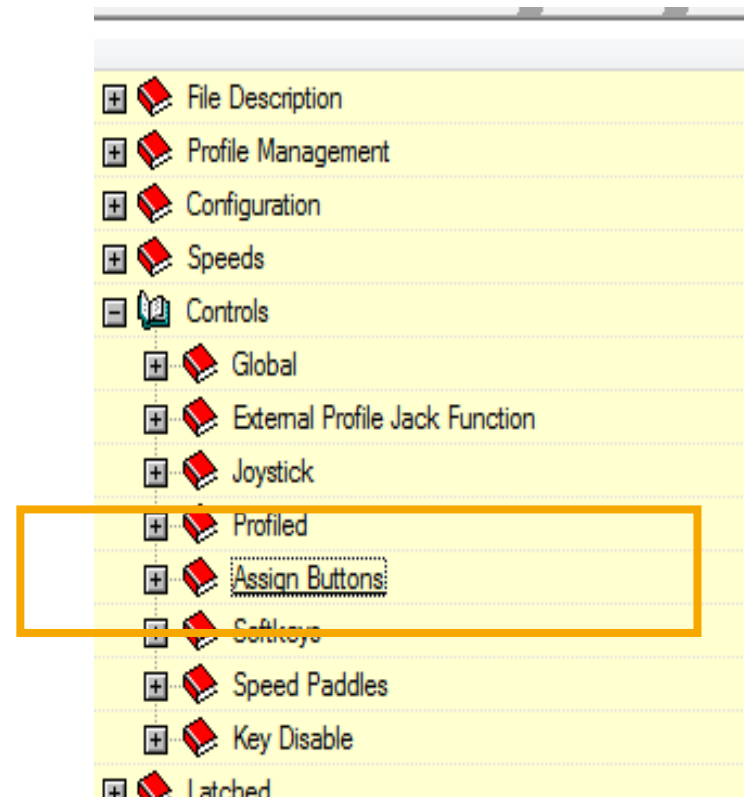 File Description
Profile Management
Configuration
Speeds
Controls
Global
External Profile Jack Function
Joystick
Profiled
Assign Buttons
Softkeys
Speed Paddles
Key Disable
Latched